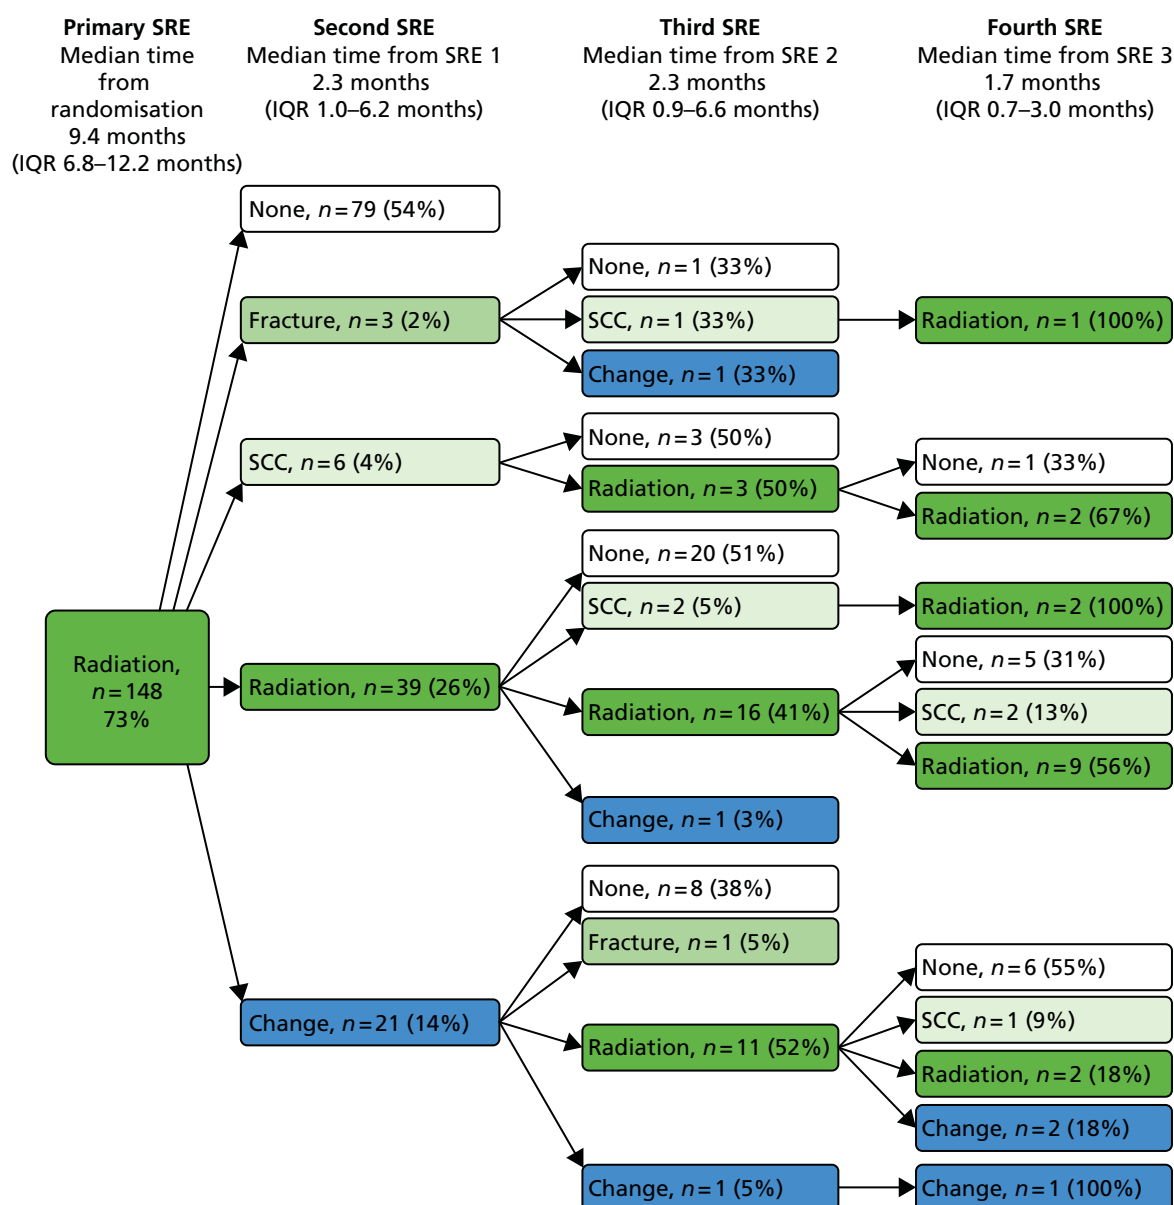 Primary SRE
Median time
from
randomisation
9.4 months
(IQR 6.8–12.2 months)
Second SRE
Median time from SRE 1
2.3 months
(IQR 1.0–6.2 months)
Third SRE
Median time from SRE 2
2.3 months
(IQR 0.9–6.6 months)
Fourth SRE
Median time from SRE 3
1.7 months
(IQR 0.7–3.0 months)
Radiation,
n=148
73%
None, n=79 (54%)
Fracture, n=3 (2%)
SCC, n=6 (4%)
Radiation, n=39 (26%)
Change, n=21 (14%)
None, n=1 (33%)
SCC, n=1 (33%)
Change, n=1 (33%)
None, n=3 (50%)
Radiation, n=3 (50%)
None, n=20 (51%)
SCC, n=2 (5%)
Radiation, n=16 (41%)
Change, n=1 (3%)
None, n=8 (38%)
Fracture, n=1 (5%)
Radiation, n=11 (52%)
Change, n=1 (5%)
Radiation, n=1 (100%)
None, n=1 (33%)
Radiation, n=2 (67%)
Radiation, n=2 (100%)
None, n=5 (31%)
SCC, n=2 (13%)
Radiation, n=9 (56%)
None, n=6 (55%)
SCC, n=1 (9%)
Radiation, n=2 (18%)
Change, n=2 (18%)
Change, n=1 (100%)